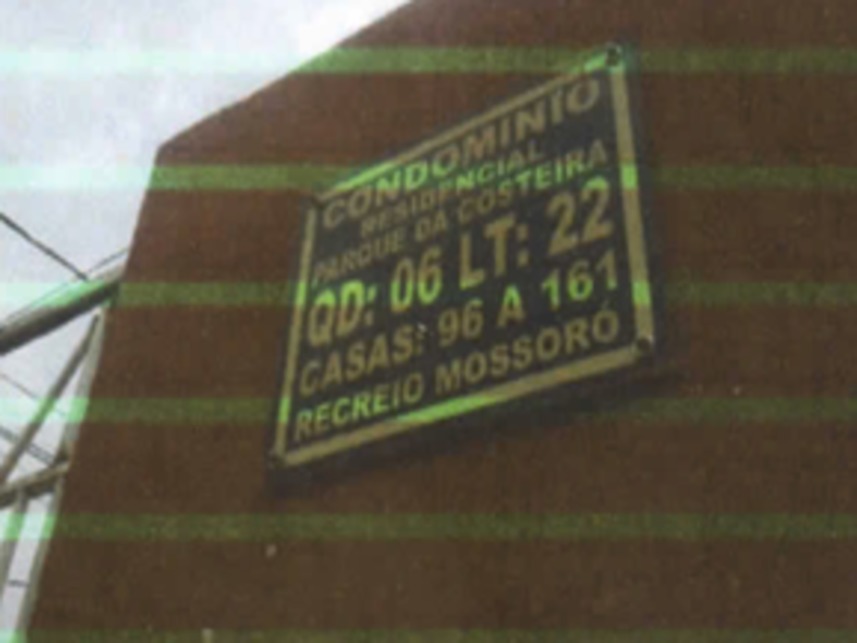 CONDOMINIO
RESIDENCIAL
PARQUE DA COSTEIRA
QD: 06 LT: 22
CASAS: 96 A 161
RECREIO MOSSORÓ